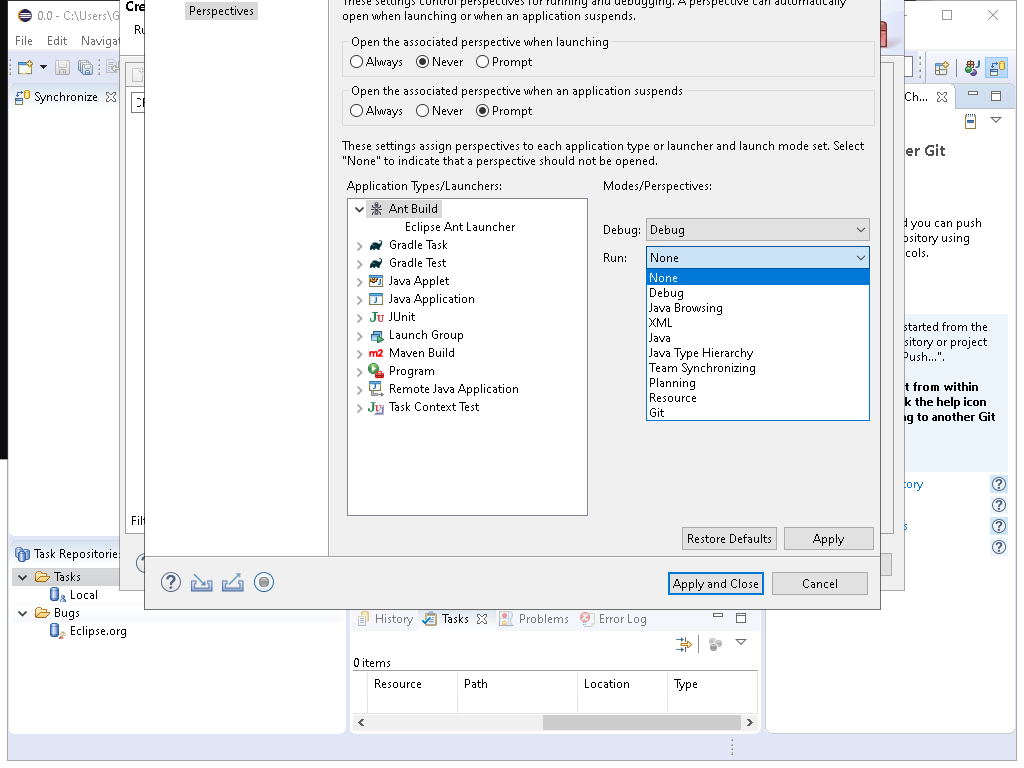 0.0 - C:\Users\G
Cre
File Edit Naviga
Ru
Perspectives
These settings control perspectives for running and debugging. A perspective can automatically
open when launching or when an application suspends.
Open the associated perspective when launching
Always Never Prompt
Open the associated perspective when an application suspends
Always Never Prompt
These settings assign perspectives to each application type or launcher and launch mode set. Select
"None" to indicate that a perspective should not be opened.
Application Types/Launchers:
Ant Build
Eclipse Ant Launcher
Gradle Task
Gradle Test
Java Applet
Java Application
JUnit
Launch Group
Maven Build
Program
Remote Java Application
Task Context Test
Modes/Perspectives:
Debug: Debug
Run: None
None
Debug
Java Browsing
XML
Java
Java Type Hierarchy
Team Synchronizing
Planning
Resource
Git
Restore Defaults Apply
Apply and Close Cancel
Synchronize
Filt
Ch...
er Git
d you can push
ository using
cols.
started from the
ository or project
Push...".
t from within
k the help icon
ng to another Git
tory
s
Task Repositories
Tasks
Local
Bugs
Eclipse.org
History Tasks Problems Error Log
0 items
Resource Path Location Type